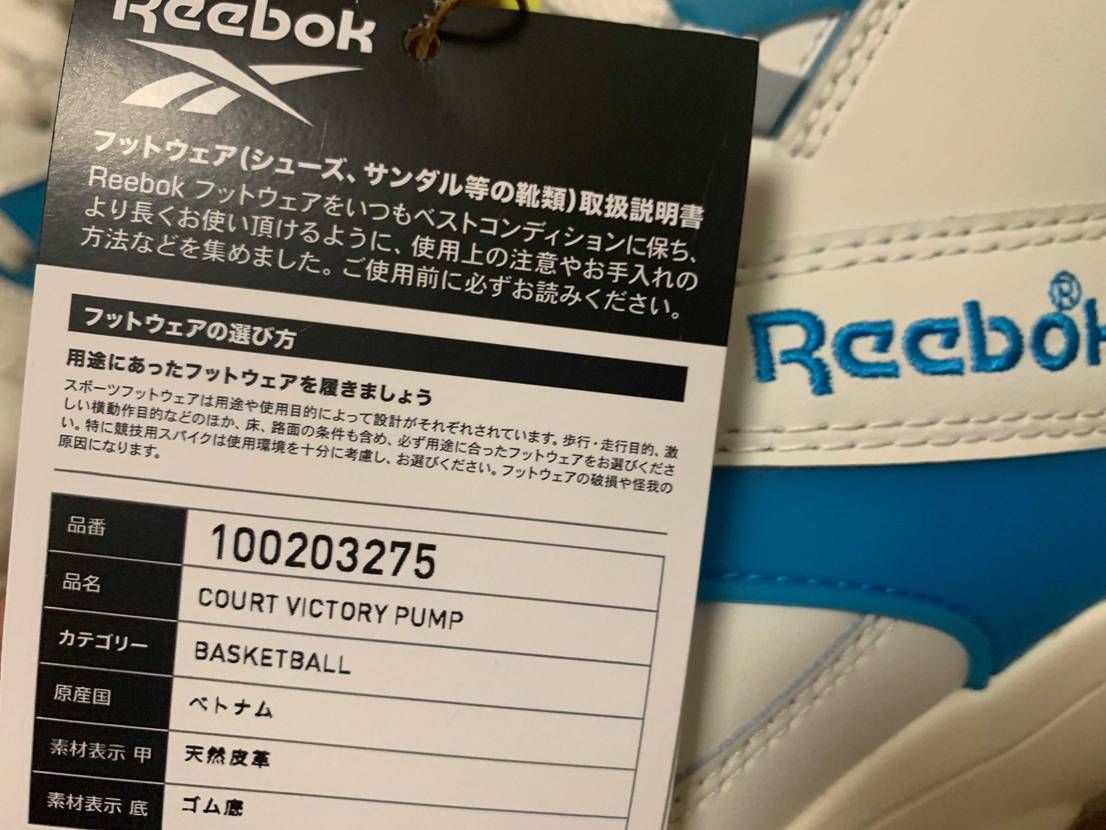 Reebok
フットウェア(シューズ、サンダル等の靴類)取扱説明書
Reebok フットウェアをいつもベストコンディションに保ち、
より長くお使い頂けるように、使用上の注意やお手入れの
方法などを集めました。ご使用前に必ずお読みください。
フットウェアの選び方
用途にあったフットウェアを履きましょう
スポーツフットウェアは用途や使用目的によって設計がそれぞれされています。歩行・走行目的、激
しい横動作目的などのほか、床、路面の条件も含め、必ず用途に合ったフットウェアをお選びくださ
い。特に競技用スパイクは使用環境を十分に考慮し、お選びください。フットウェアの破損や怪我の
原因になります。
品番 100203275
品名 COURT VICTORY PUMP
カテゴリー BASKETBALL
原産国 ベトナム
素材表示 甲 天然皮革
素材表示 底 ゴム底
Reebok®